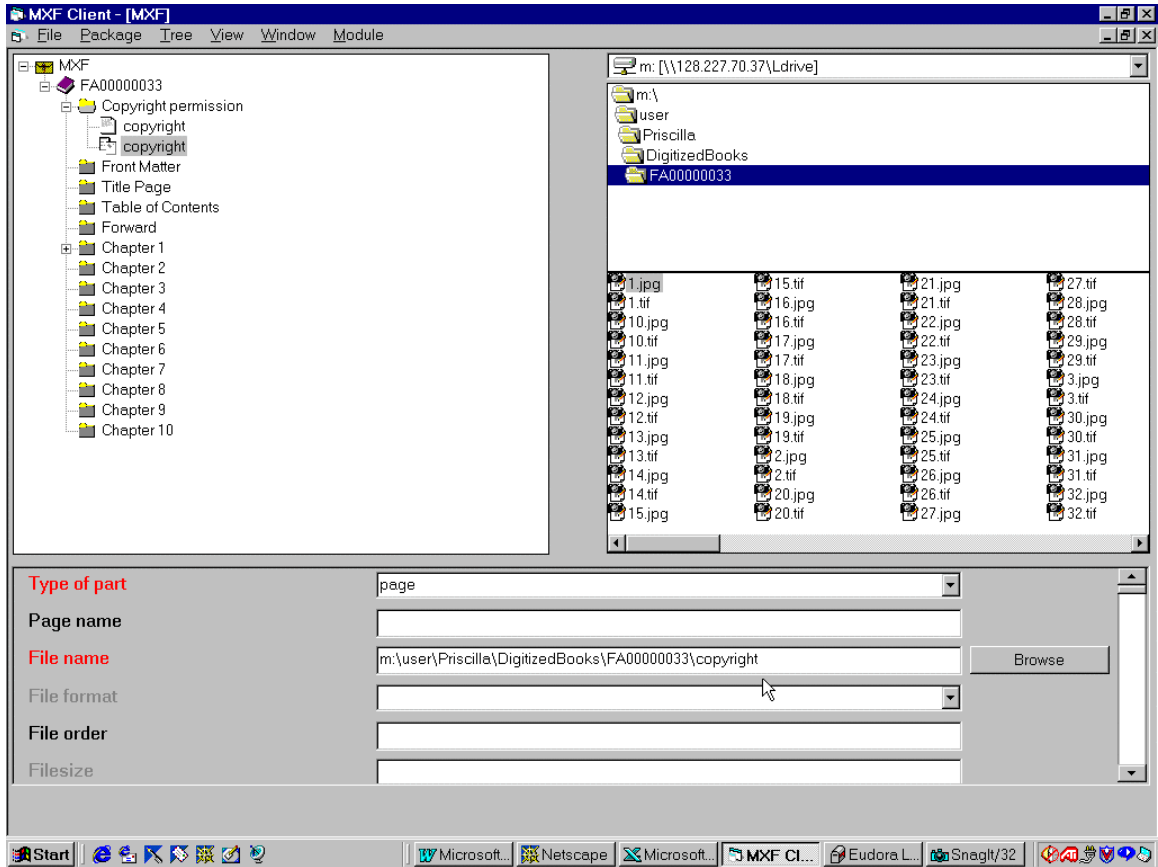 MXF Client - [MXF]
File Package Tree View Window Module
MXF
FA00000033
Copyright permission
copyright
copyright
Front Matter
Title Page
Table of Contents
Forward
Chapter 1
Chapter 2
Chapter 3
Chapter 4
Chapter 5
Chapter 6
Chapter 7
Chapter 8
Chapter 9
Chapter 10
m: [\\128.227.70.37\Ldrive]
m:\
user
Priscilla
DigitizedBooks
FA00000033
1.jpg 15.tif 21.jpg 27.tif
1.tif 16.jpg 21.tif 28.jpg
10.jpg 16.tif 22.jpg 28.tif
10.tif 17.jpg 22.tif 29.jpg
11.jpg 17.tif 23.jpg 29.tif
11.tif 18.jpg 23.tif 3.jpg
12.jpg 18.tif 24.jpg 3.tif
12.tif 19.jpg 24.tif 30.jpg
13.jpg 19.tif 25.jpg 30.tif
13.tif 2.jpg 25.tif 31.jpg
14.jpg 2.tif 26.jpg 31.tif
14.tif 20.jpg 26.tif 32.jpg
15.jpg 20.tif 27.jpg 32.tif
Type of part page
Page name
File name m:\user\Priscilla\DigitizedBooks\FA00000033\copyright Browse
File format
File order
Filesize
Start Microsoft... Netscape Microsoft... MXF Cl... Eudora L... SnagIt/32